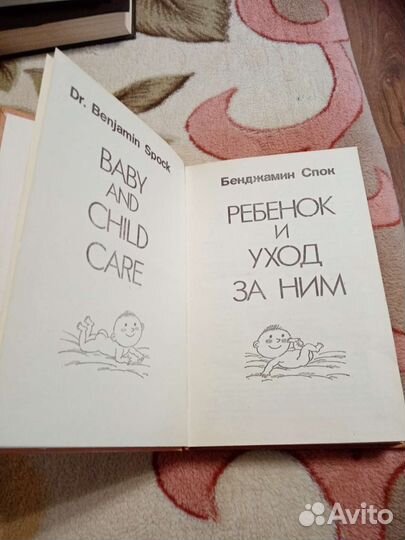 Dr. Benjamin Spock
BABY
AND
CHILD
CARE
Бенджамин Спок
РЕБЕНОК
И
УХОД
ЗА НИМ
Avito